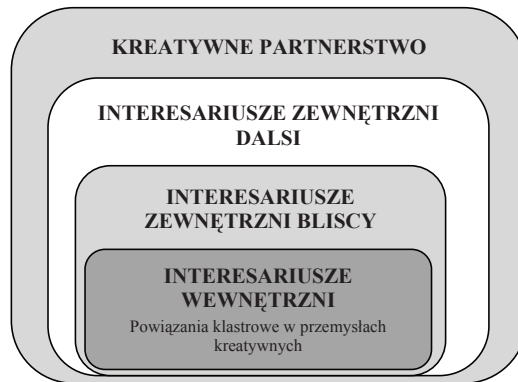 KREATYWNE PARTNERSTWO
INTERESARIUSZE ZEWNĘTRZNI
DALSI
INTERESARIUSZE
ZEWNĘTRZNI BLISCY
INTERESARIUSZE
WEWNĘTRZNI
Powiązania klastrowe w przemysłach
kreatywnych